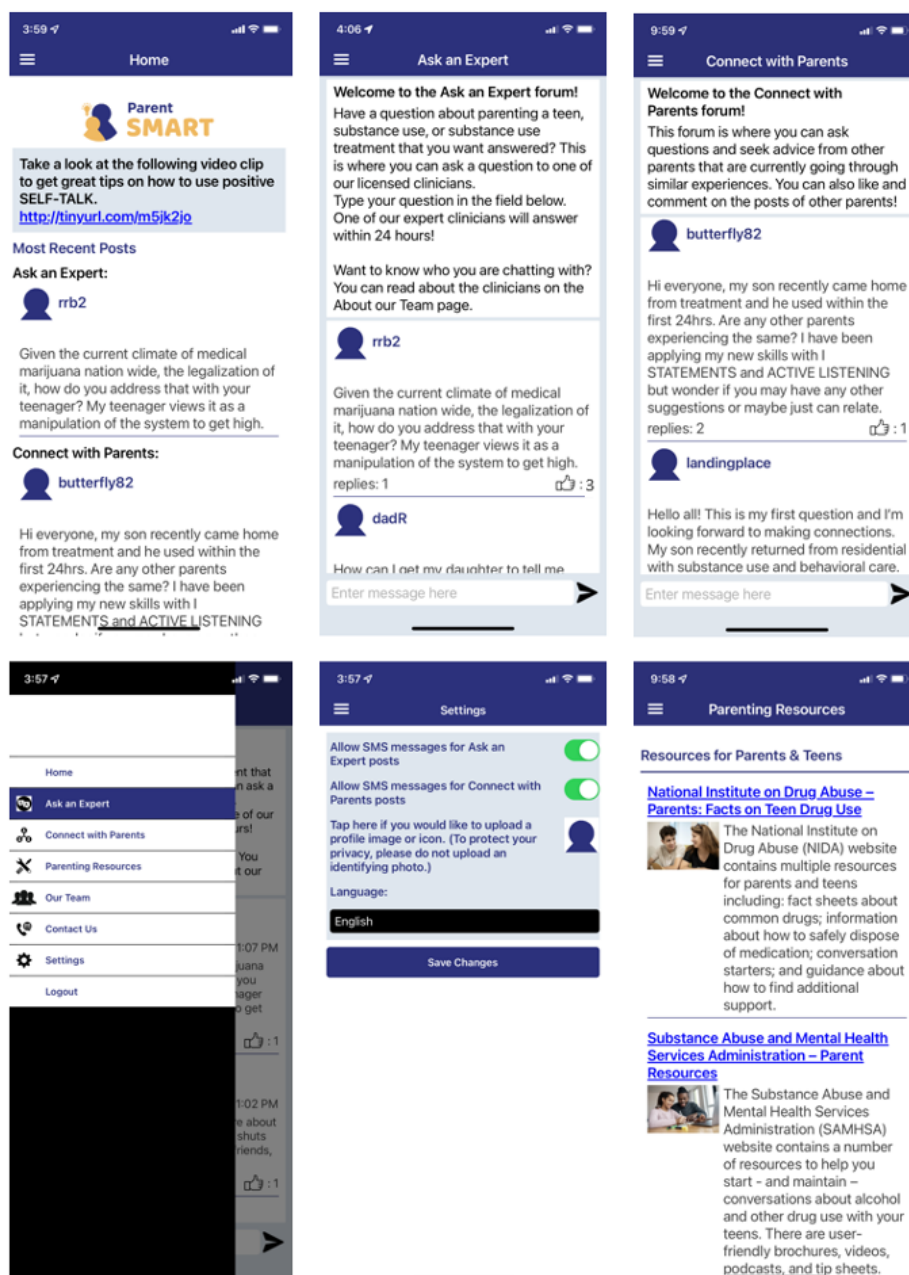 3:59
Home
Parent
SMART
Take a look at the following video clip
to get great tips on how to use positive
SELF-TALK.
http://tinyurl.com/m5jk2jo
Most Recent Posts
Ask an Expert:
rrb2
Given the current climate of medical
marijuana nation wide, the legalization of
it, how do you address that with your
teenager? My teenager views it as a
manipulation of the system to get high.
Connect with Parents:
butterfly82
Hi everyone, my son recently came home
from treatment and he used within the
first 24hrs. Are any other parents
experiencing the same? I have been
applying my new skills with I
STATEMENTS and ACTIVE LISTENING
4:06
Ask an Expert
Welcome to the Ask an Expert forum!
Have a question about parenting a teen,
substance use, or substance use
treatment that you want answered? This
is where you can ask a question to one of
our licensed clinicians.
Type your question in the field below.
One of our expert clinicians will answer
within 24 hours!
Want to know who you are chatting with?
You can read about the clinicians on the
About our Team page.
rrb2
Given the current climate of medical
marijuana nation wide, the legalization of
it, how do you address that with your
teenager? My teenager views it as a
manipulation of the system to get high.
replies: 1 : 3
dadR
How can I get my daughter to tell me
Enter message here
9:59
Connect with Parents
Welcome to the Connect with
Parents forum!
This forum is where you can ask
questions and seek advice from other
parents that are currently going through
similar experiences. You can also like and
comment on the posts of other parents!
butterfly82
Hi everyone, my son recently came home
from treatment and he used within the
first 24hrs. Are any other parents
experiencing the same? I have been
applying my new skills with I
STATEMENTS and ACTIVE LISTENING
but wonder if you may have any other
suggestions or maybe just can relate.
replies: 2 : 1
landingplace
Hello all! This is my first question and I'm
looking forward to making connections.
My son recently returned from residential
with substance use and behavioral care.
Enter message here
3:57
Home
Ask an Expert
Connect with Parents
Parenting Resources
Our Team
Contact Us
Settings
Logout
nt that
n ask a
e of our
urs!
You
t our
1:07 PM
juana
you
nager
o get
: 1
1:02 PM
e about
shuts
riends,
: 1
3:57
Settings
Allow SMS messages for Ask an
Expert posts
Allow SMS messages for Connect with
Parents posts
Tap here if you would like to upload a
profile image or icon. (To protect your
privacy, please do not upload an
identifying photo.)
Language:
English
Save Changes
9:58
Parenting Resources
Resources for Parents & Teens
National Institute on Drug Abuse –
Parents: Facts on Teen Drug Use
The National Institute on
Drug Abuse (NIDA) website
contains multiple resources
for parents and teens
including: fact sheets about
common drugs; information
about how to safely dispose
of medication; conversation
starters; and guidance about
how to find additional
support.
Substance Abuse and Mental Health
Services Administration – Parent
Resources
The Substance Abuse and
Mental Health Services
Administration (SAMHSA)
website contains a number
of resources to help you
start - and maintain –
conversations about alcohol
and other drug use with your
teens. There are user-
friendly brochures, videos,
podcasts, and tip sheets.